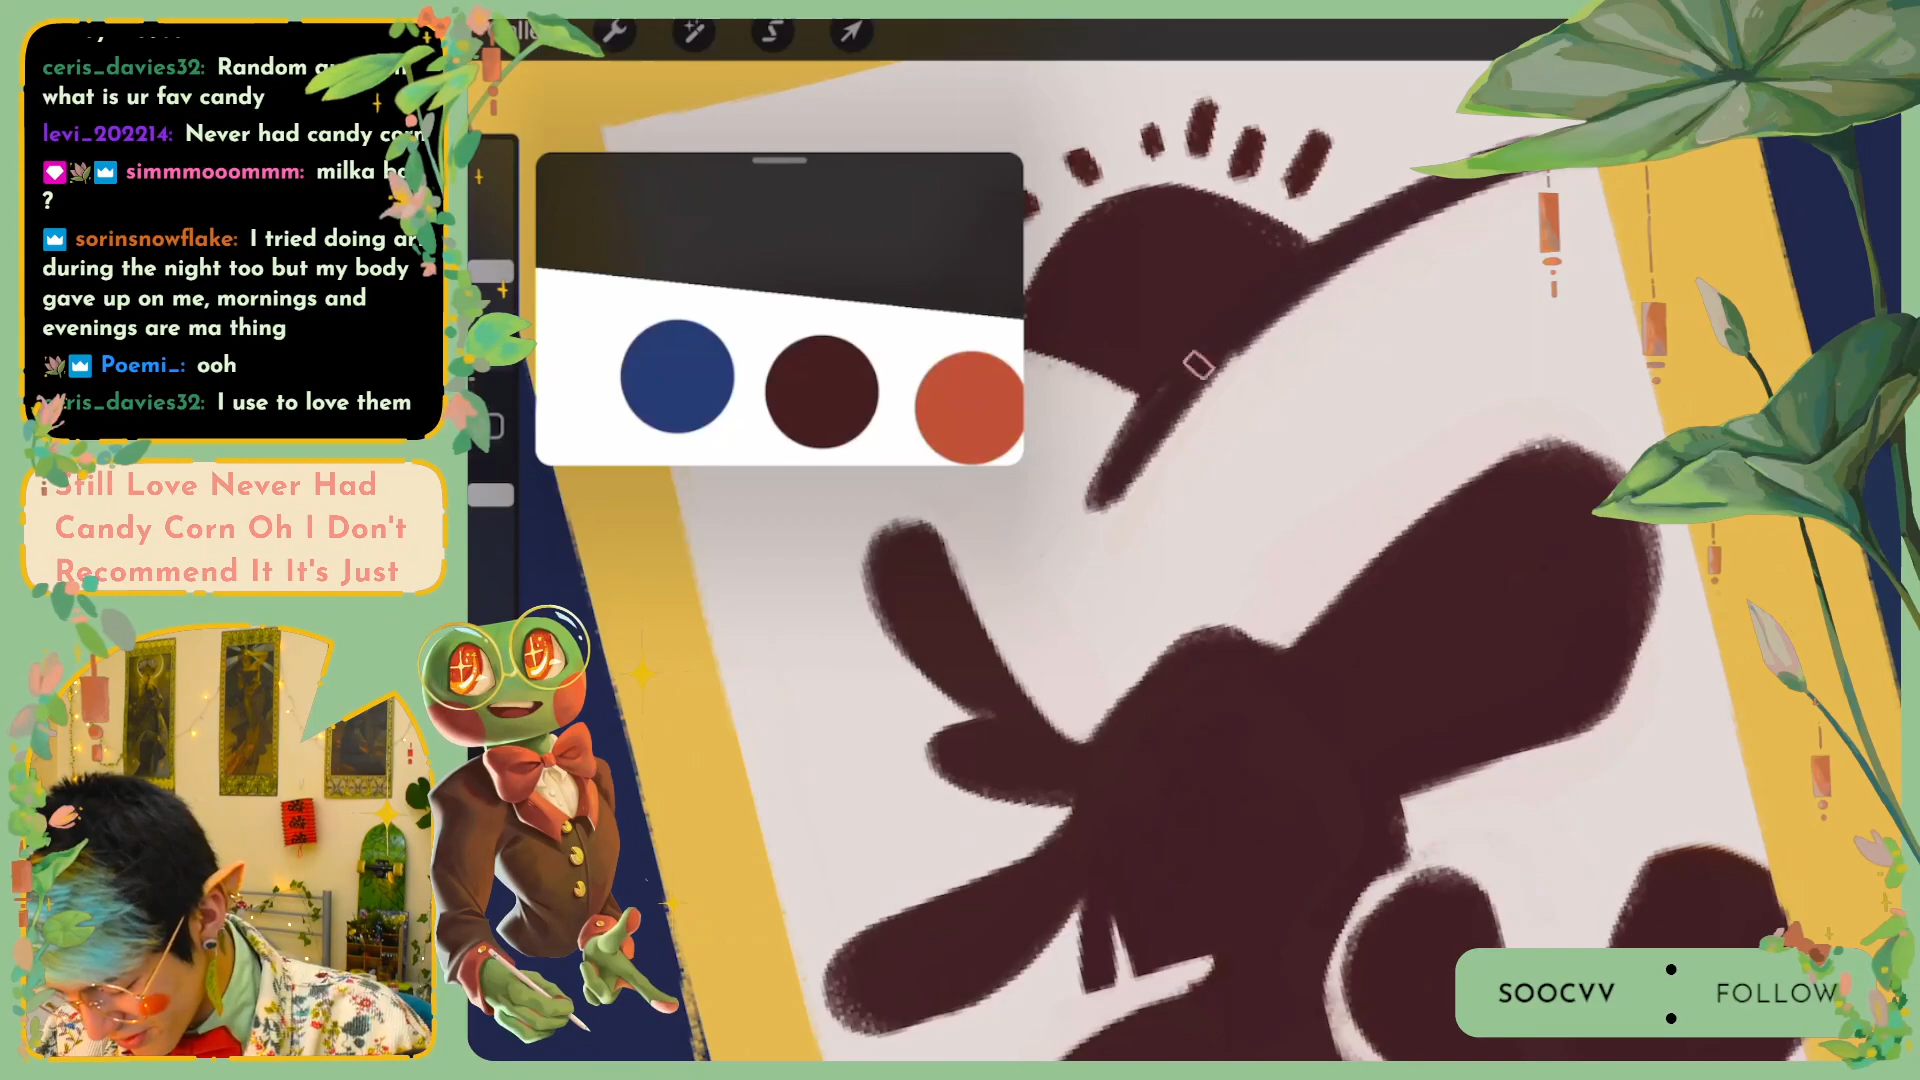 ceris_davies32: Random
what is ur fav candy
levi_202214: Never had candy corn
simmmooommm: milka
?
sorinsnowflake: I tried doing
during the night too but my body
gave up on me, mornings and
evenings are ma thing
Poemi_: ooh
ceris_davies32: I use to love them
Still Love Never Had
Candy Corn Oh I Don't
Recommend It It's Just
SOOCVV
FOLLOW